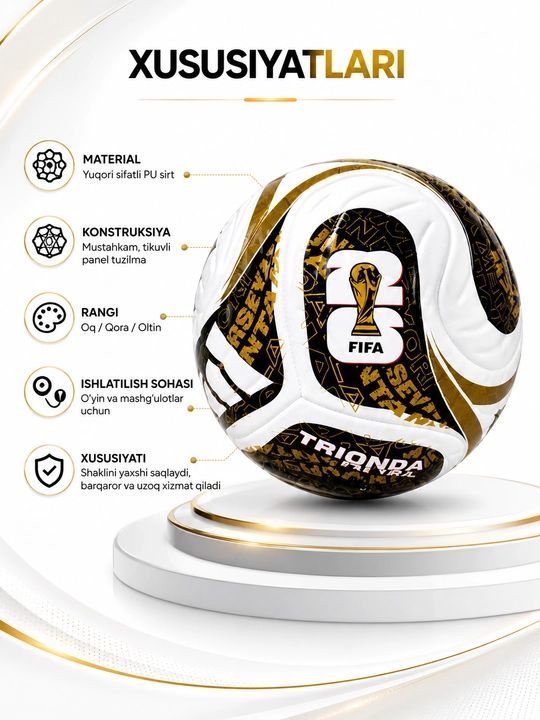 XUSUSIYATLARI
MATERIAL
Yuqori sifatli PU sirt
KONSTRUKSIYA
Mustahkam, tikuvli
panel tuzilma
RANGI
Oq / Qora / Oltin
ISHLATILISH SOHASI
O'yin va mashg'ulotlar
uchun
XUSUSIYATI
Shaklini yaxshi saqlaydi,
barqaror va uzoq xizmat qiladi
26
FIFA
TRIONDA